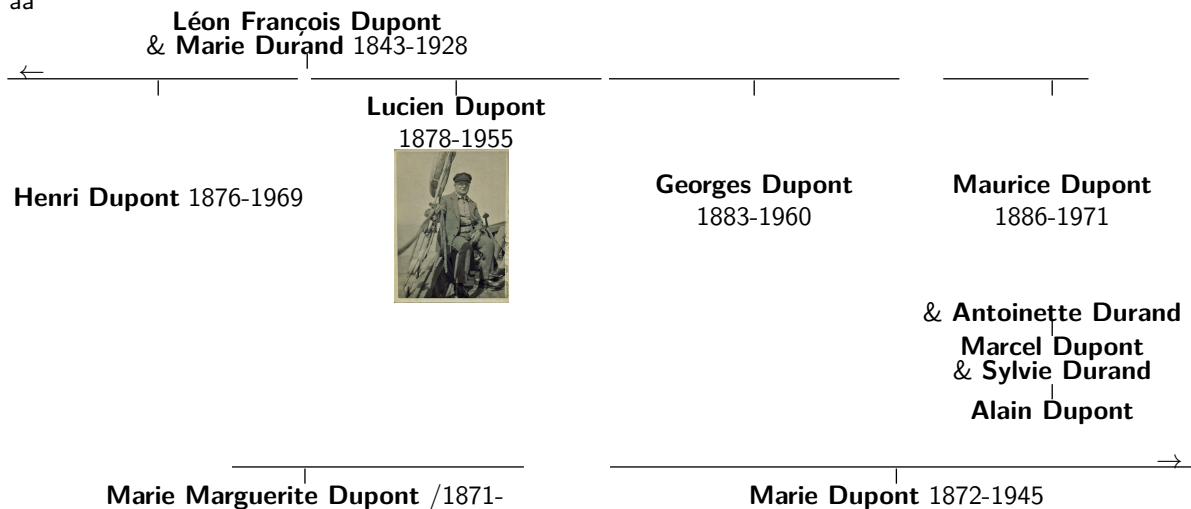 aa
Léon François Dupont
& Marie Durand 1843-1928
←
Lucien Dupont
1878-1955
Henri Dupont 1876-1969
Georges Dupont
1883-1960
Maurice Dupont
1886-1971
& Antoinette Durand
Marcel Dupont
& Sylvie Durand
Alain Dupont
→
Marie Marguerite Dupont /1871-
Marie Dupont 1872-1945